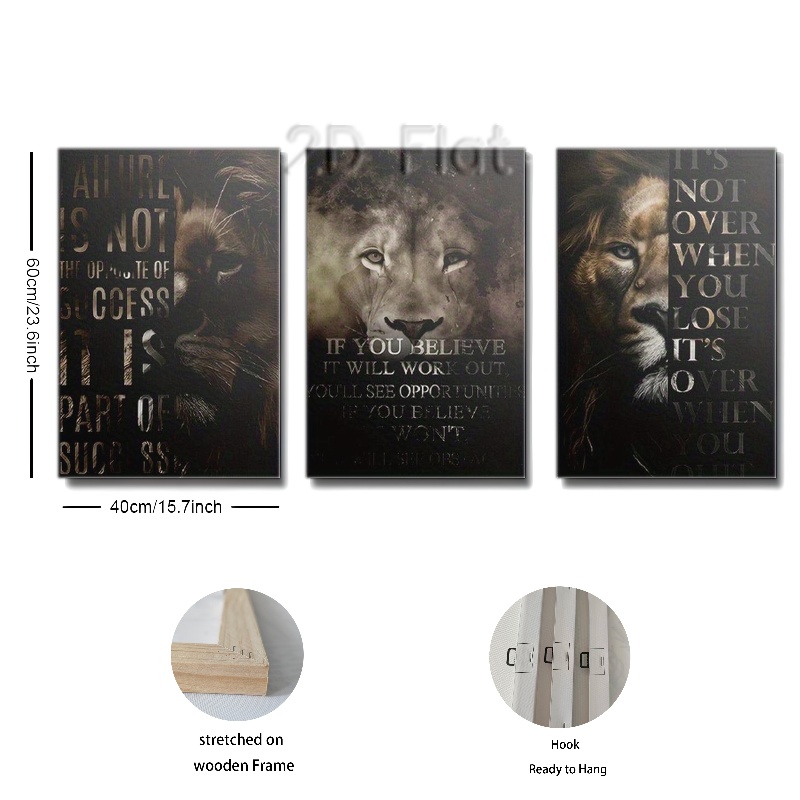 2D Flat
60cm/23.6inch
FAILURE
IS NOT
THE OPPOSITE OF
SUCCESS
IT IS
PART OF
SUCCESS
IF YOU BELIEVE
IT WILL WORK OUT,
YOU'LL SEE OPPORTUNITIES
IF YOU BELIEVE
WON'T,
IT'S
NOT
OVER
WHEN
YOU
LOSE
IT'S
OVER
WHEN
YOU
QUIT
40cm/15.7inch
stretched on
wooden Frame
Hook
Ready to Hang